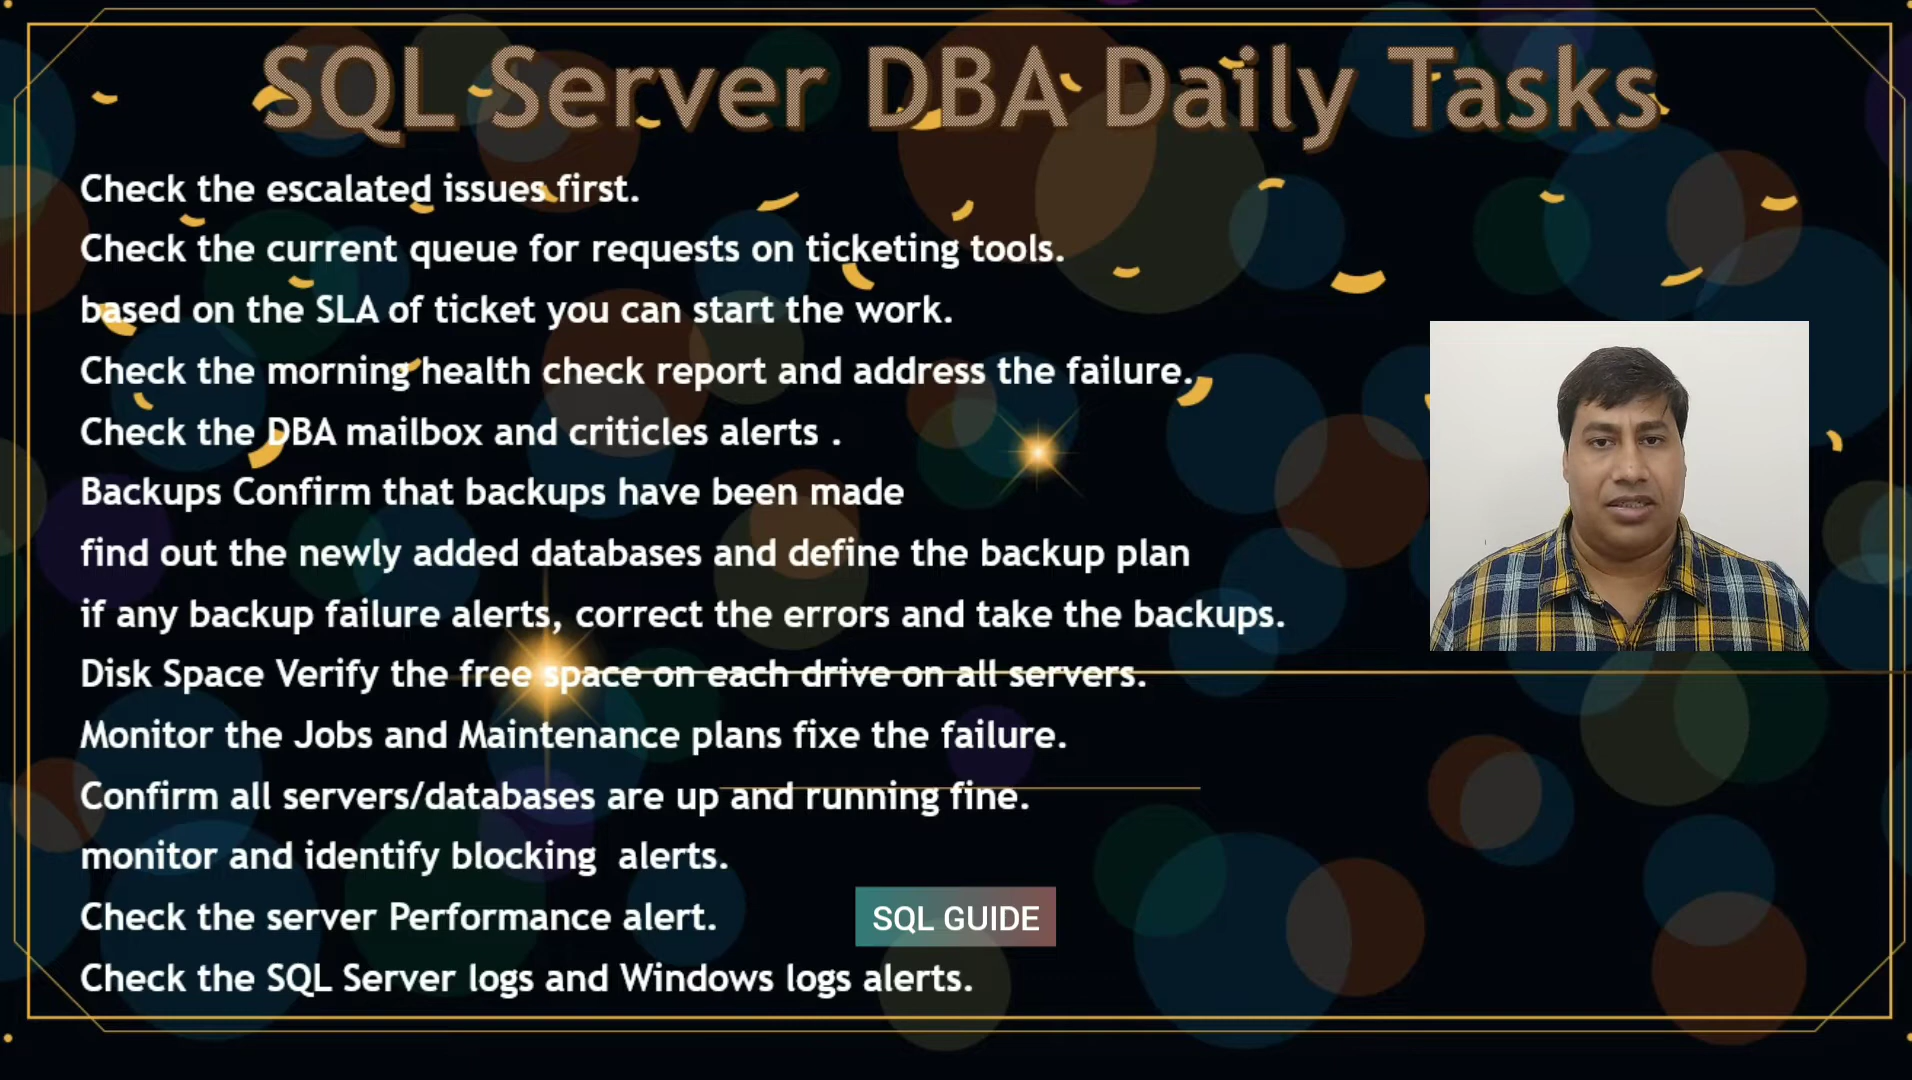 SQL Server DBA Daily Tasks
Check the escalated issues first.
Check the current queue for requests on ticketing tools.
based on the SLA of ticket you can start the work.
Check the morning health check report and address the failure.
Check the DBA mailbox and criticles alerts .
Backups Confirm that backups have been made
find out the newly added databases and define the backup plan
if any backup failure alerts, correct the errors and take the backups.
Disk Space Verify the free space on each drive on all servers.
Monitor the Jobs and Maintenance plans fixe the failure.
Confirm all servers/databases are up and running fine.
monitor and identify blocking  alerts.
Check the server Performance alert.
SQL GUIDE
Check the SQL Server logs and Windows logs alerts.